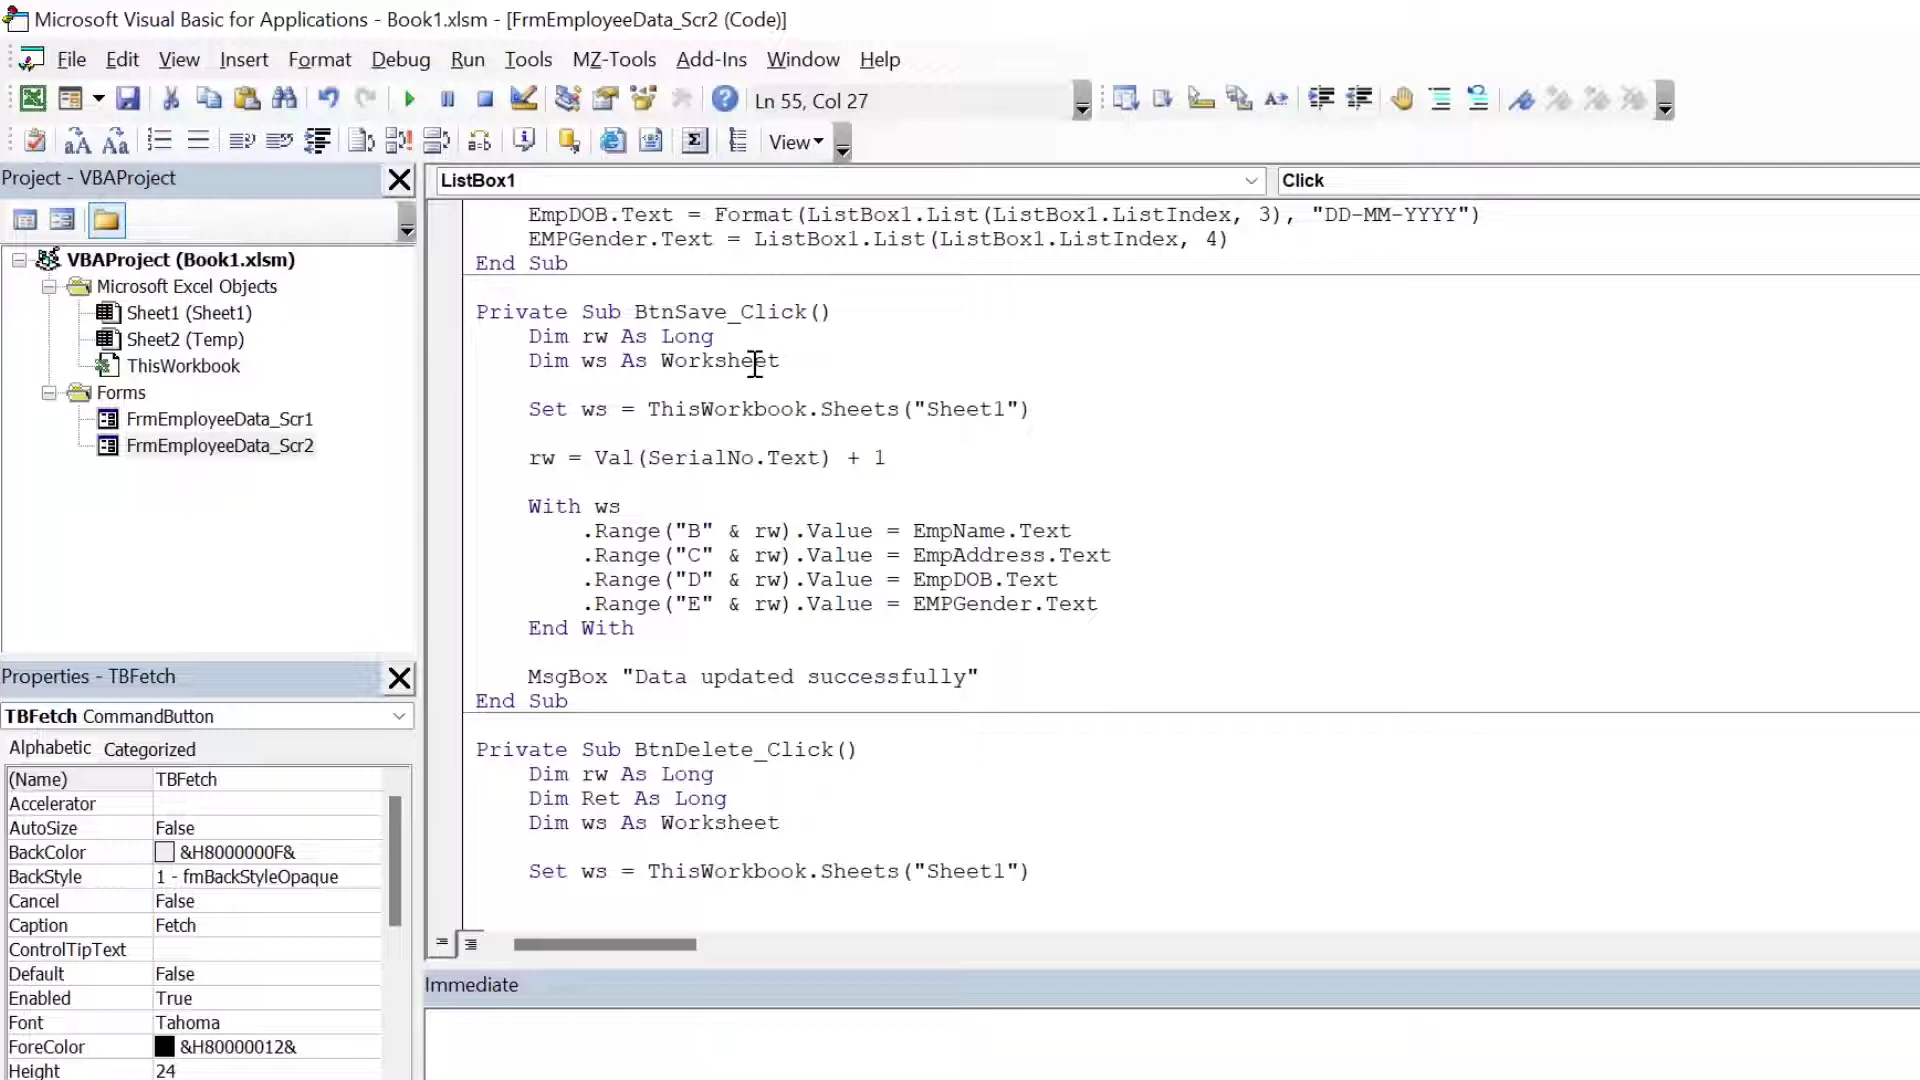 Microsoft Visual Basic for Applications - Book1.xlsm - [FrmEmployeeData_Scr2 (Code)]
File Edit View Insert Format Debug Run Tools MZ-Tools Add-Ins Window Help
Ln 55, Col 27
View
Project - VBAProject
ListBox1
Click
VBAProject (Book1.xlsm)
Microsoft Excel Objects
Sheet1 (Sheet1)
Sheet2 (Temp)
ThisWorkbook
Forms
FrmEmployeeData_Scr1
FrmEmployeeData_Scr2
EmpDOB.Text = Format(ListBox1.List(ListBox1.ListIndex, 3), "DD-MM-YYYY")
EMPGender.Text = ListBox1.List(ListBox1.ListIndex, 4)
End Sub
Private Sub BtnSave_Click()
Dim rw As Long
Dim ws As Worksheet
Set ws = ThisWorkbook.Sheets("Sheet1")
rw = Val(SerialNo.Text) + 1
With ws
.Range("B" & rw).Value = EmpName.Text
.Range("C" & rw).Value = EmpAddress.Text
.Range("D" & rw).Value = EmpDOB.Text
.Range("E" & rw).Value = EMPGender.Text
End With
MsgBox "Data updated successfully"
End Sub
Private Sub BtnDelete_Click()
Dim rw As Long
Dim Ret As Long
Dim ws As Worksheet
Set ws = ThisWorkbook.Sheets("Sheet1")
Properties - TBFetch
TBFetch CommandButton
Alphabetic Categorized
(Name) TBFetch
Accelerator
AutoSize False
BackColor &H8000000F&
BackStyle 1 - fmBackStyleOpaque
Cancel False
Caption Fetch
ControlTipText
Default False
Enabled True
Font Tahoma
ForeColor &H80000012&
Height 24
Immediate